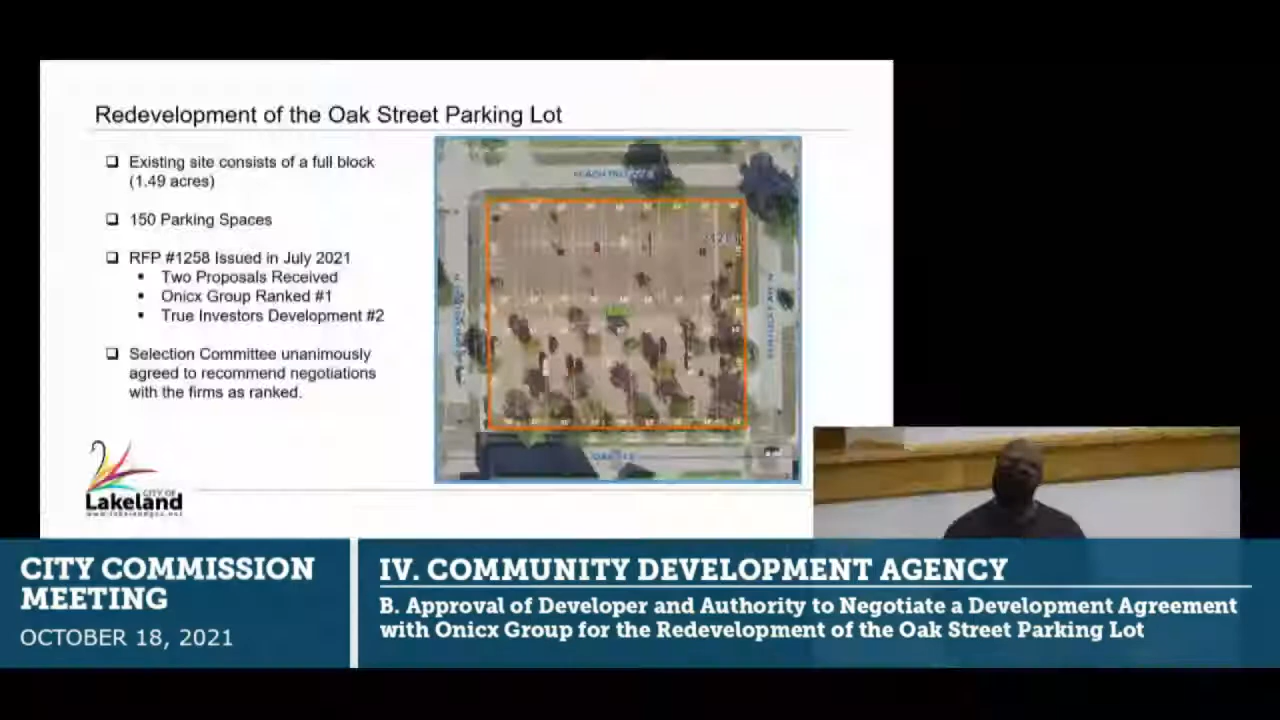 Redevelopment of the Oak Street Parking Lot
Existing site consists of a full block
(1.49 acres)
150 Parking Spaces
RFP #1258 Issued in July 2021
Two Proposals Received
Onicx Group Ranked #1
True Investors Development #2
Selection Committee unanimously
agreed to recommend negotiations
with the firms as ranked.
CITY OF
Lakeland
CITY COMMISSION
MEETING
OCTOBER 18, 2021
IV. COMMUNITY DEVELOPMENT AGENCY
B. Approval of Developer and Authority to Negotiate a Development Agreement
with Onicx Group for the Redevelopment of the Oak Street Parking Lot